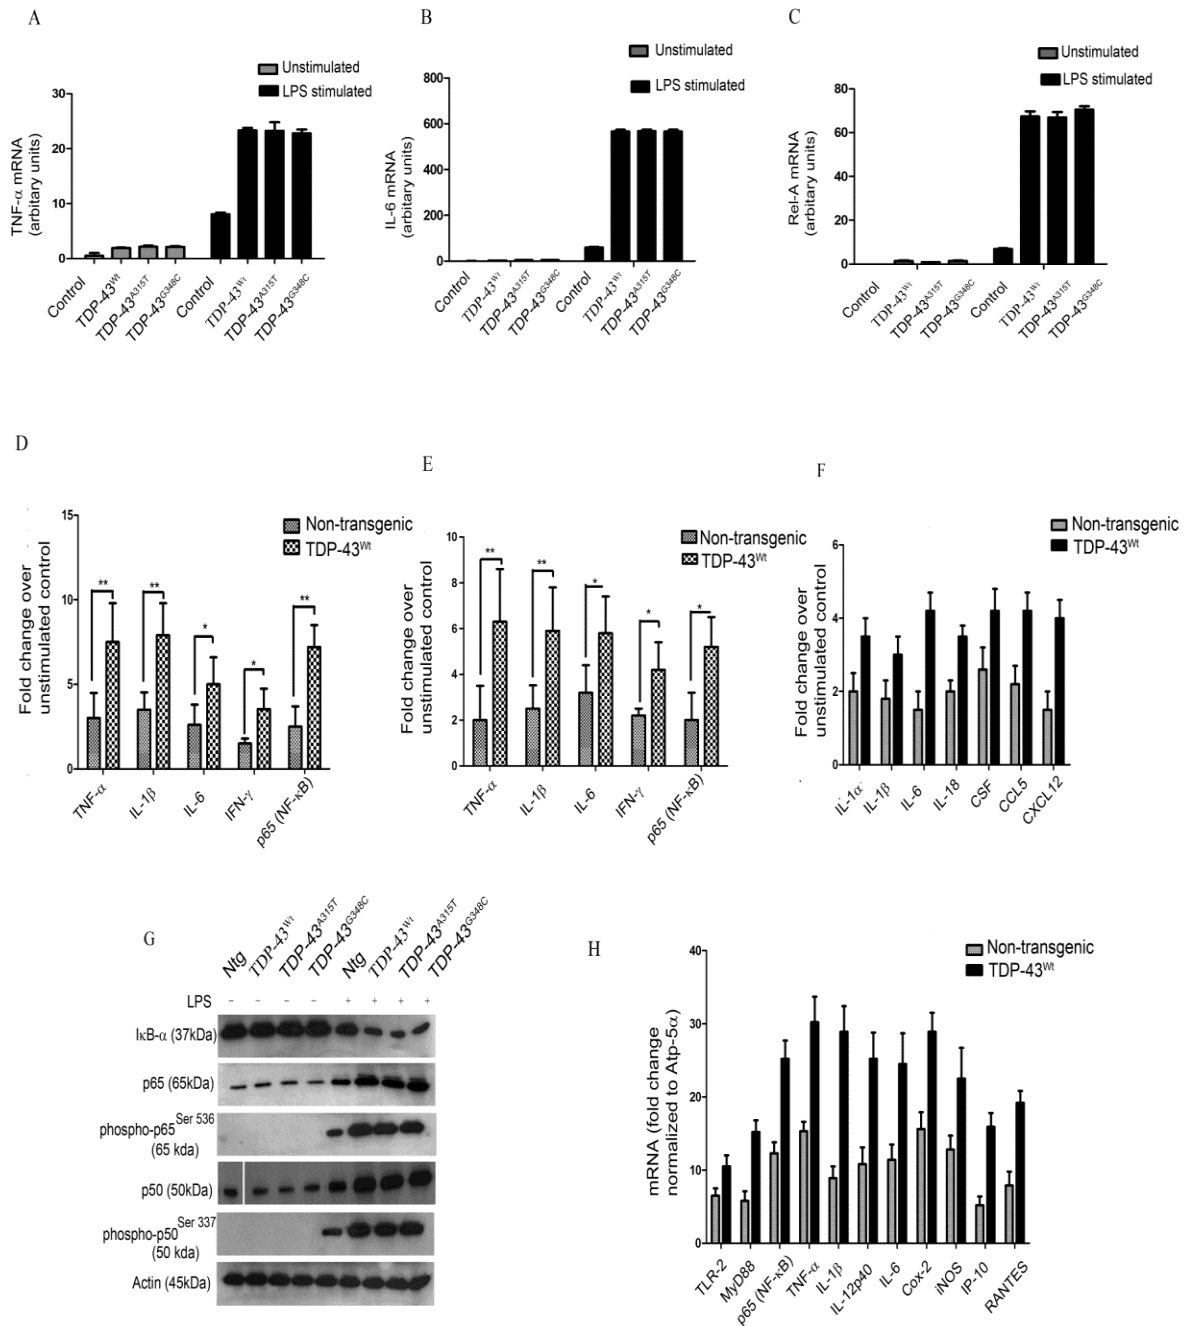 A
Unstimulated
LPS stimulated
TNF-α mRNA
(arbitary units)
30
20
10
0
Control
TDP-43Wt
TDP-43A315T
TDP-43G348C
Control
TDP-43Wt
TDP-43A315T
TDP-43G348C
B
Unstimulated
LPS stimulated
IL-6 mRNA
(arbitary units)
800
600
400
200
0
Control
TDP-43Wt
TDP-43A315T
TDP-43G348C
Control
TDP-43Wt
TDP-43A315T
TDP-43G348C
C
Unstimulated
LPS stimulated
Rel-A mRNA
(arbitary units)
80
60
40
20
0
Control
TDP-43Wt
TDP-43A315T
TDP-43G348C
Control
TDP-43Wt
TDP-43A315T
TDP-43G348C
D
Non-transgenic
TDP-43Wt
Fold change over
unstimulated control
15
10
5
0
**
**
*
*
**
TNF-α
IL-1β
IL-6
IFN-γ
p65 (NF-κB)
E
Non-transgenic
TDP-43Wt
Fold change over
unstimulated control
10
8
6
4
2
0
**
**
*
*
*
TNF-α
IL-1β
IL-6
IFN-γ
p65 (NF-κB)
F
Non-transgenic
TDP-43Wt
Fold change over
unstimulated control
6
4
2
0
IL-1α
IL-1β
IL-6
IL-18
CSF
CCL5
CXCL12
G
Ntg
TDP-43Wt
TDP-43A315T
TDP-43G348C
Ntg
TDP-43Wt
TDP-43A315T
TDP-43G348C
LPS - - - - + + + +
IκB-α (37kDa)
p65 (65kDa)
phospho-p65Ser 536
(65 kda)
p50 (50kDa)
phospho-p50Ser 337
(50 kda)
Actin (45kDa)
H
Non-transgenic
TDP-43Wt
mRNA (fold change
normalized to Atp-5α)
40
30
20
10
0
TLR-2
MyD88
p65 (NF-κB)
TNF-α
IL-1β
IL-12p40
IL-6
Cox-2
iNOS
IP-10
RANTES